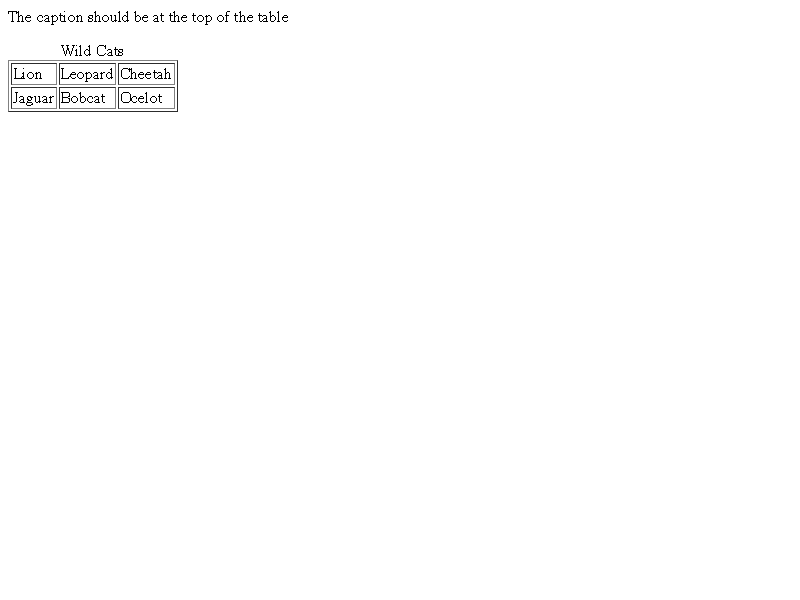 The caption should be at the top of the table
Wild Cats
Lion Leopard Cheetah
Jaguar Bobcat Ocelot